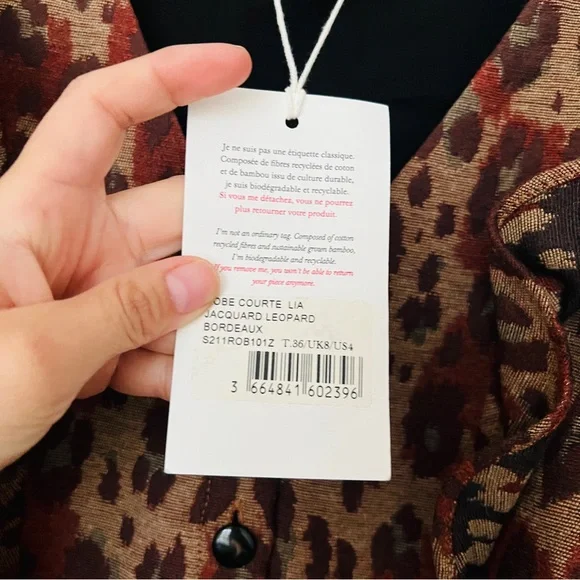 Je ne suis pas une étiquette classique.
Composée de fibres recyclées de coton
et de bambou issu de culture durable,
je suis biodégradable et recyclable.
Si vous me détachez, vous ne pourrez
plus retourner votre produit.
I'm not an ordinary tag. Composed of cotton
recycled fibres and sustainable grown bamboo,
I'm biodegradable and recyclable.
If you remove me, you won't be able to return
your piece anymore.
OBE COURTE LIA
JACQUARD LEOPARD
BORDEAUX
S211ROB101Z T.36/UK8/US4
3 664841 602396